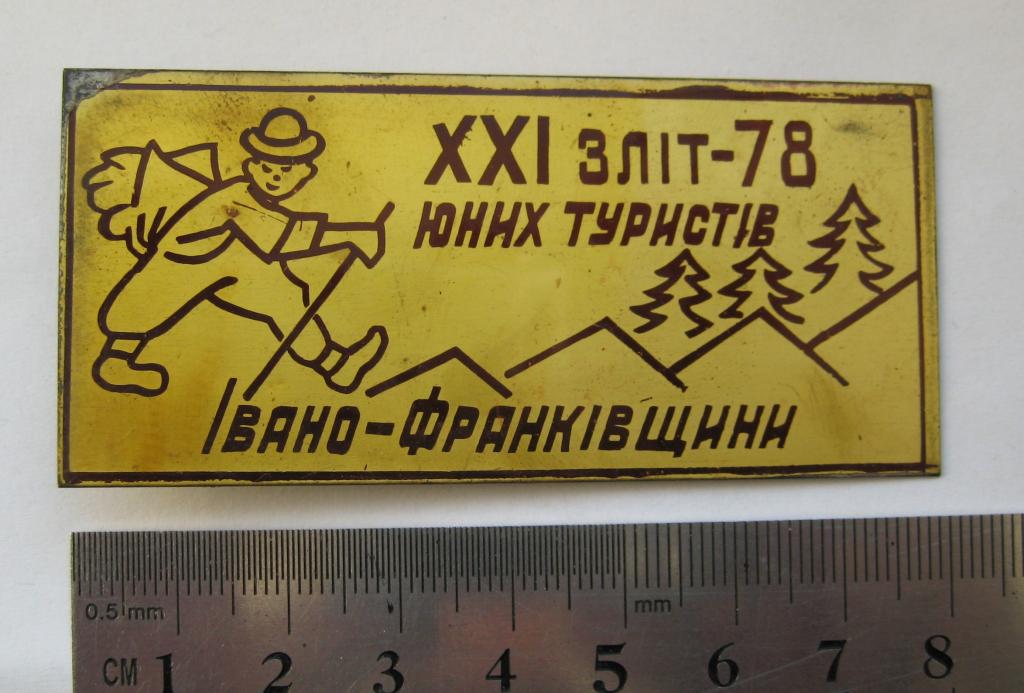 XXI ЗЛІТ-78
ЮНИХ ТУРИСТІВ
ІВАНО-ФРАНКІВЩИНИ
0.5 mm
mm
CM 1 2 3 4 5 6 7 8